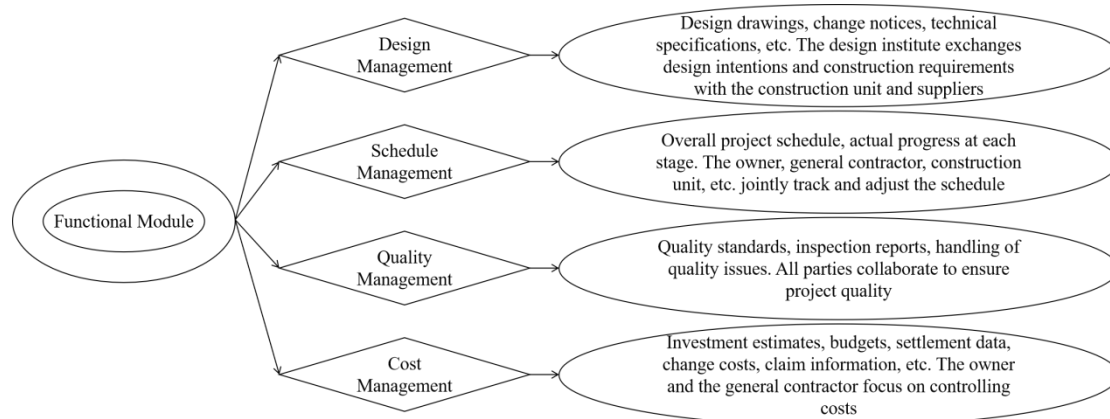 Functional Module
Design
Management
Design drawings, change notices, technical
specifications, etc. The design institute exchanges
design intentions and construction requirements
with the construction unit and suppliers
Schedule
Management
Overall project schedule, actual progress at each
stage. The owner, general contractor, construction
unit, etc. jointly track and adjust the schedule
Quality
Management
Quality standards, inspection reports, handling of
quality issues. All parties collaborate to ensure
project quality
Cost
Management
Investment estimates, budgets, settlement data,
change costs, claim information, etc. The owner
and the general contractor focus on controlling
costs